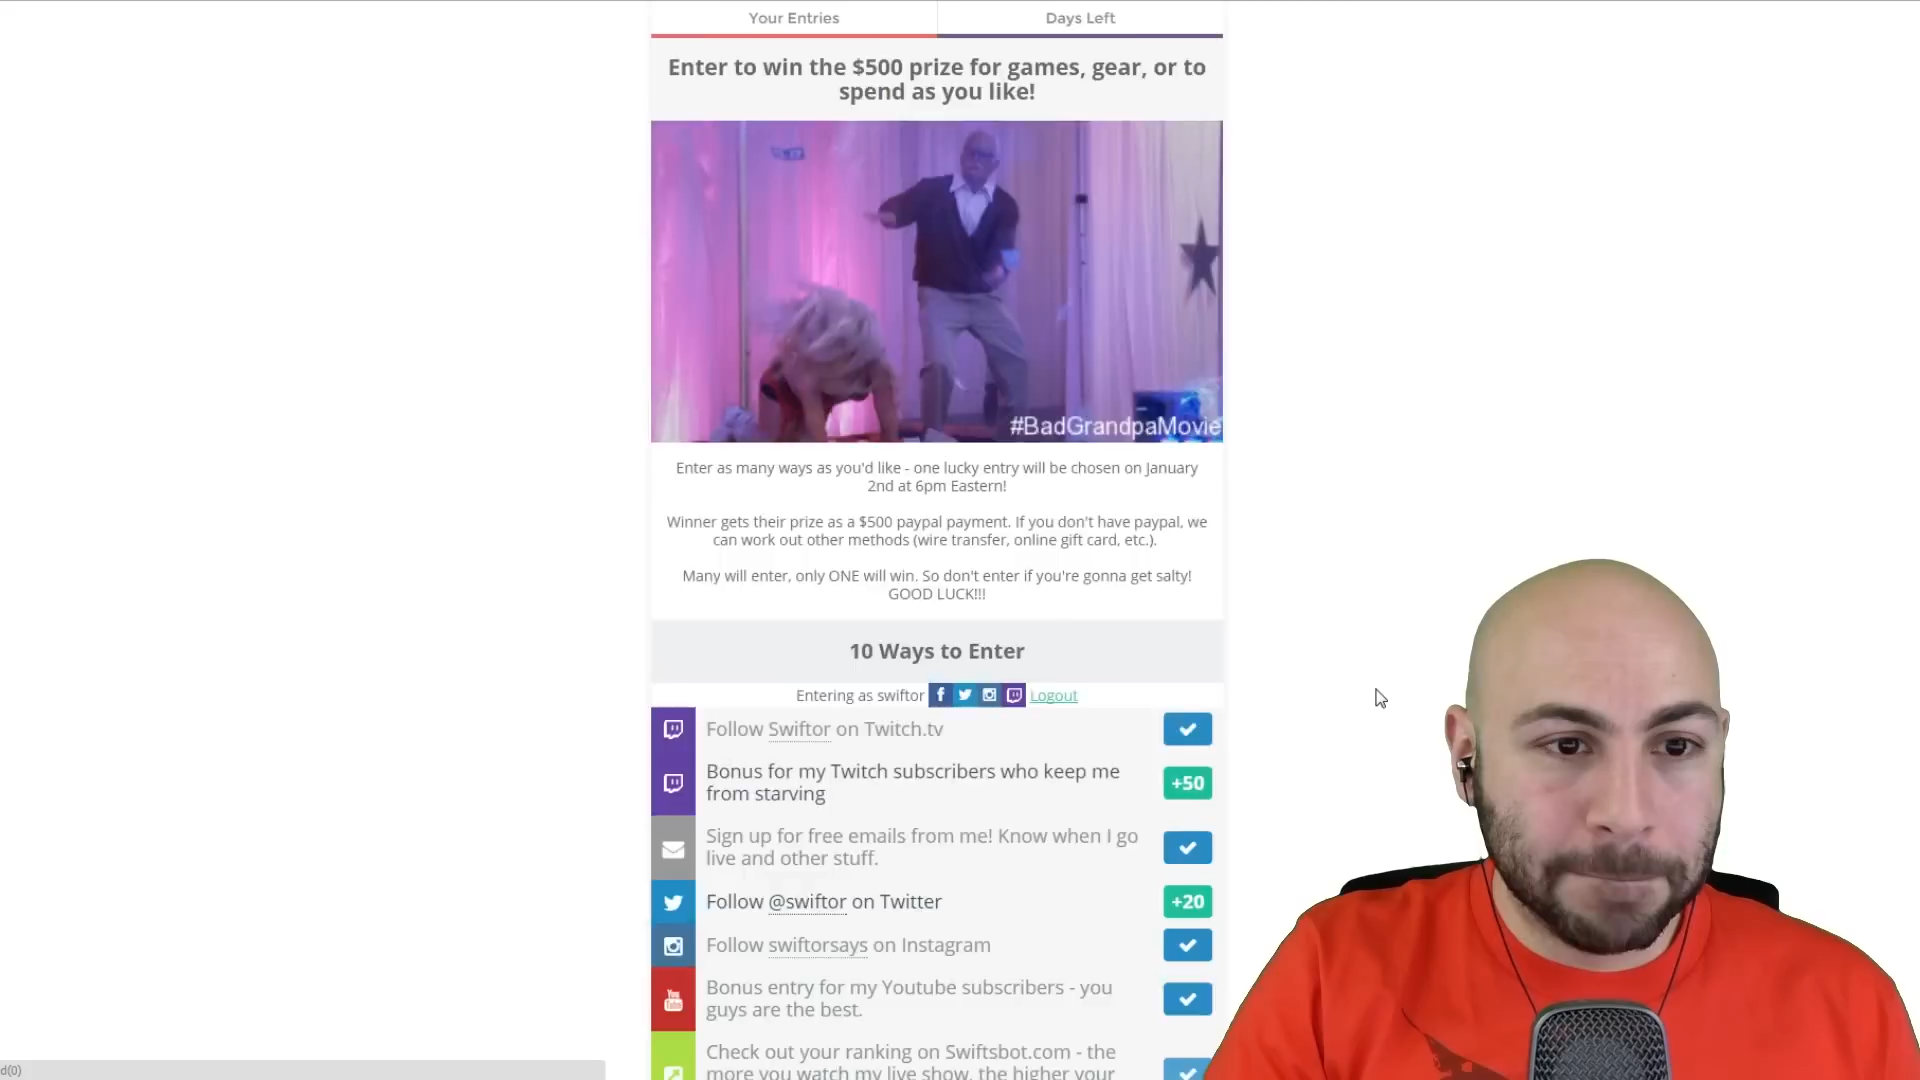 Your Entries
Days Left
Enter to win the $500 prize for games, gear, or to
spend as you like!
#BadGrandpaMovie
Enter as many ways as you'd like - one lucky entry will be chosen on January
2nd at 6pm Eastern!
Winner gets their prize as a $500 paypal payment. If you don't have paypal, we
can work out other methods (wire transfer, online gift card, etc.).
Many will enter, only ONE will win. So don't enter if you're gonna get salty!
GOOD LUCK!!!
10 Ways to Enter
Entering as swiftor Logout
Follow Swiftor on Twitch.tv
Bonus for my Twitch subscribers who keep me
from starving
+50
Sign up for free emails from me! Know when I go
live and other stuff.
Follow @swiftor on Twitter
+20
Follow swiftorsays on Instagram
You
Tube
Bonus entry for my Youtube subscribers - you
guys are the best.
Check out your ranking on Swiftsbot.com - the
more you watch my live show, the higher your
d(0)